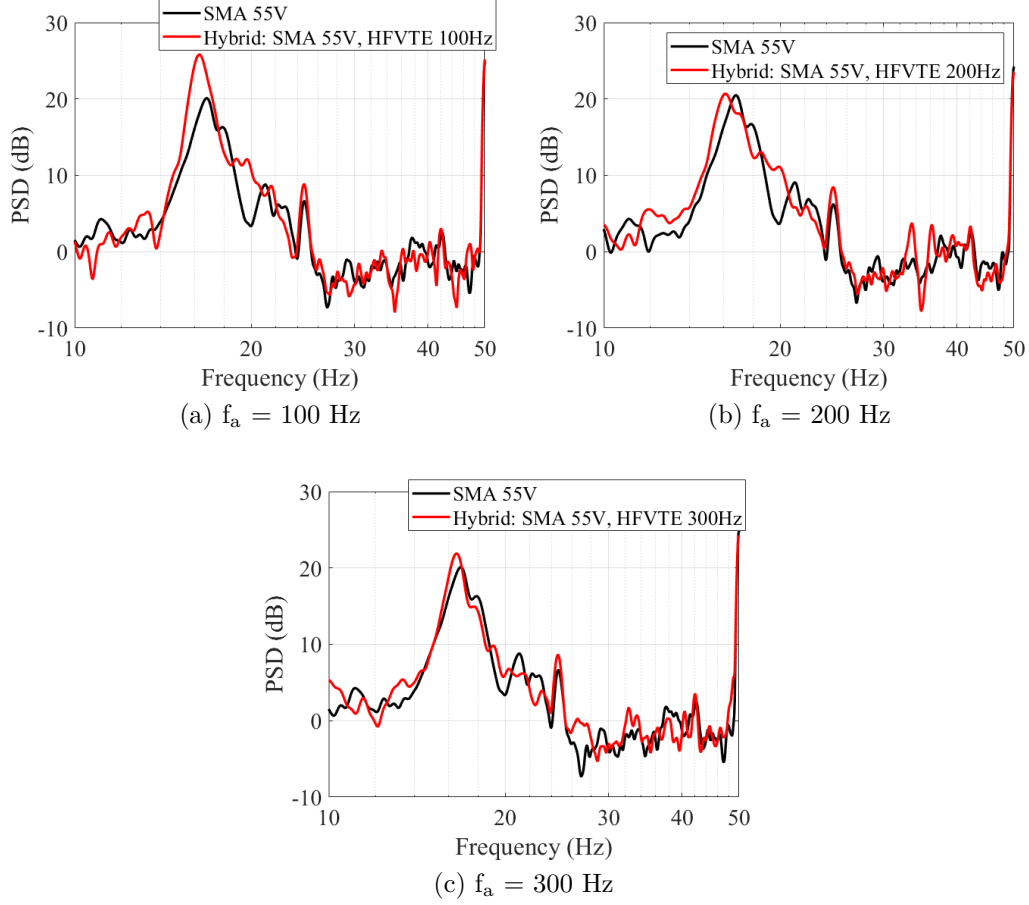 SMA 55V
Hybrid: SMA 55V, HFVTE 100Hz
30
20
10
0
-10
PSD (dB)
10
20
30
40
50
Frequency (Hz)
(a) fₐ = 100 Hz
SMA 55V
Hybrid: SMA 55V, HFVTE 200Hz
30
20
10
0
-10
PSD (dB)
10
20
30
40
50
Frequency (Hz)
(b) fₐ = 200 Hz
SMA 55V
Hybrid: SMA 55V, HFVTE 300Hz
30
20
10
0
-10
PSD (dB)
10
20
30
40
50
Frequency (Hz)
(c) fₐ = 300 Hz